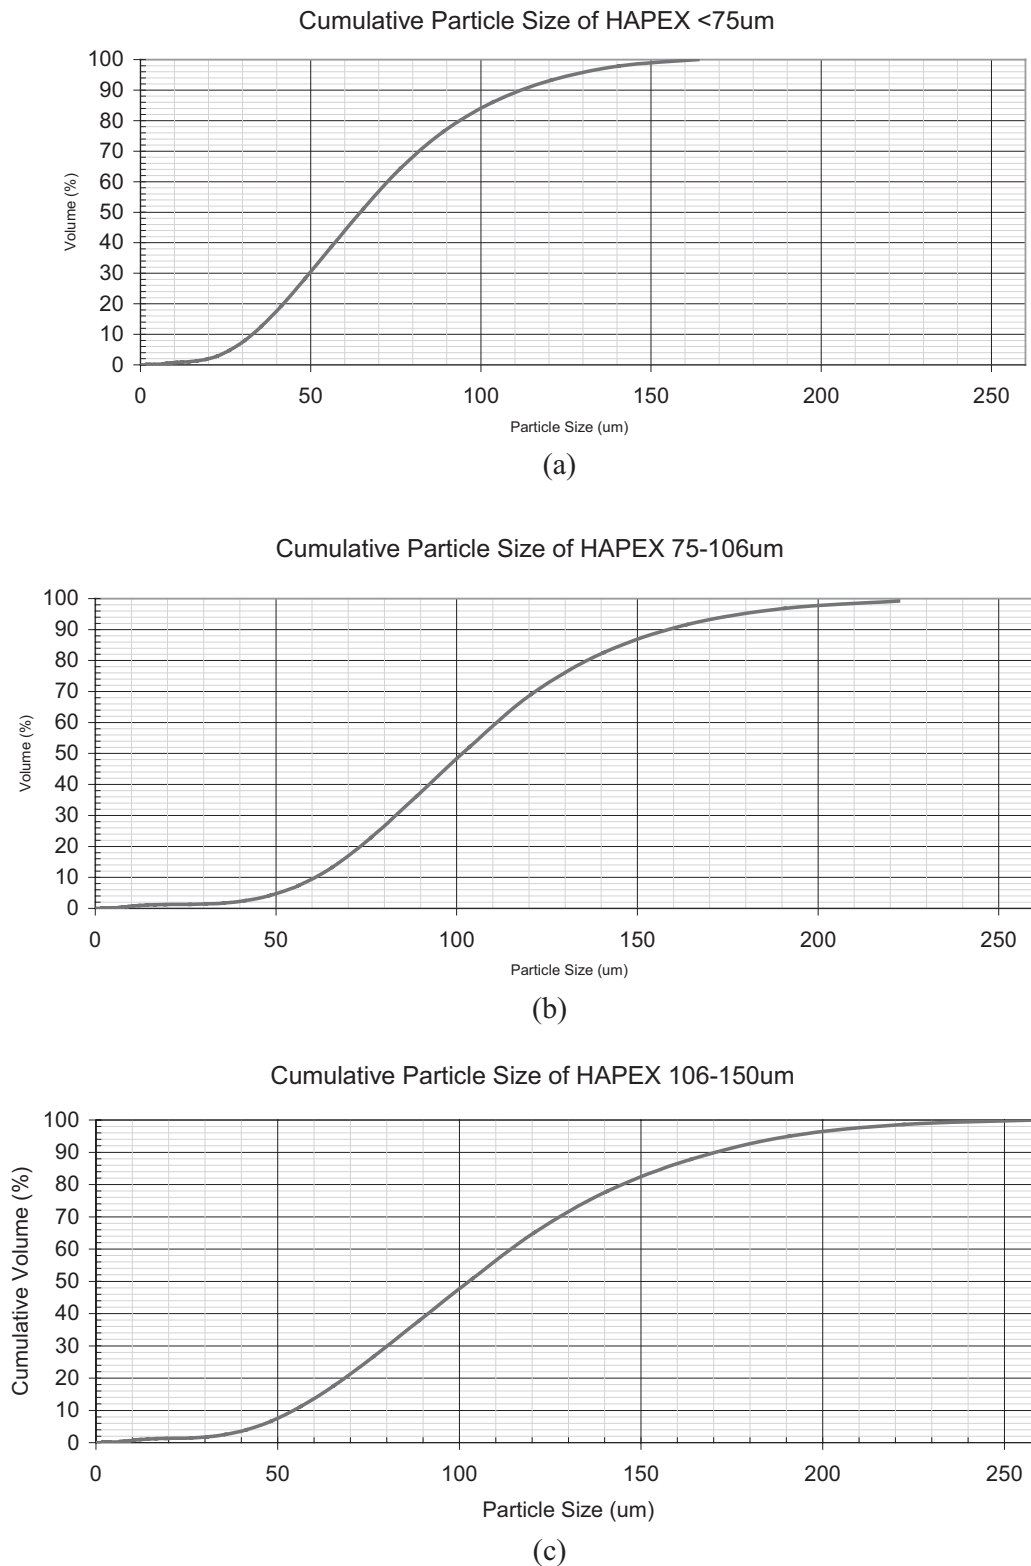 Cumulative Particle Size of HAPEX <75um
100
90
80
70
60
50
40
30
20
10
0
Volume (%)
0 50 100 150 200 250
Particle Size (um)
(a)
Cumulative Particle Size of HAPEX 75-106um
100
90
80
70
60
50
40
30
20
10
0
Volume (%)
0 50 100 150 200 250
Particle Size (um)
(b)
Cumulative Particle Size of HAPEX 106-150um
100
90
80
70
60
50
40
30
20
10
0
Cumulative Volume (%)
0 50 100 150 200 250
Particle Size (um)
(c)